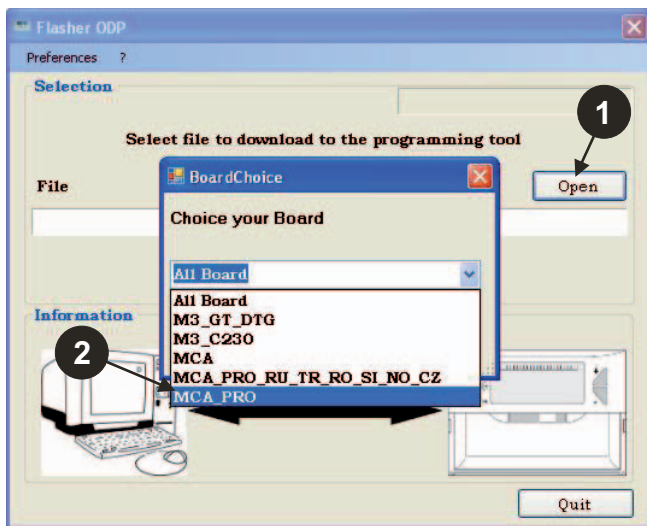 Flasher ODP
Preferences ?
Selection
1
Select file to download to the programming tool
BoardChoice
File
Open
Choice your Board
All Board
All Board
M3_GT_DTG
M3_C230
MCA
MCA_PRO_RU_TR_RO_SI_NO_CZ
MCA_PRO
Information
2
Quit